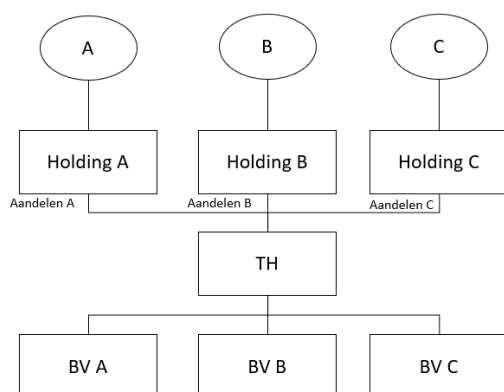 A B C
Holding A Holding B Holding C
Aandelen A Aandelen B Aandelen C
TH
BV A BV B BV C